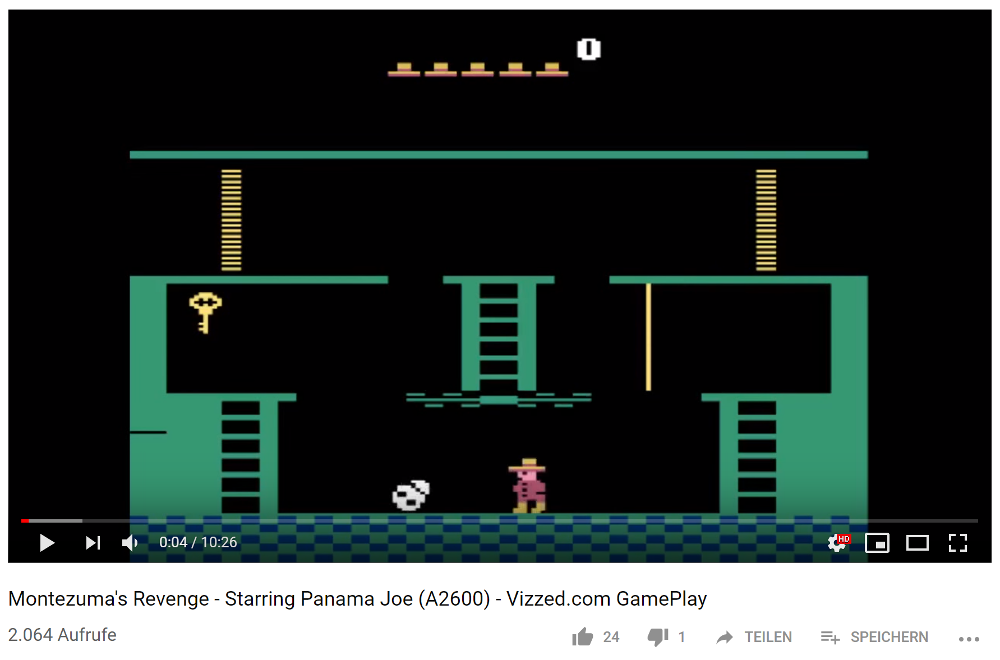 0
0:04 / 10:26
HD
Montezuma's Revenge - Starring Panama Joe (A2600) - Vizzed.com GamePlay
2.064 Aufrufe
24
1
TEILEN
SPEICHERN